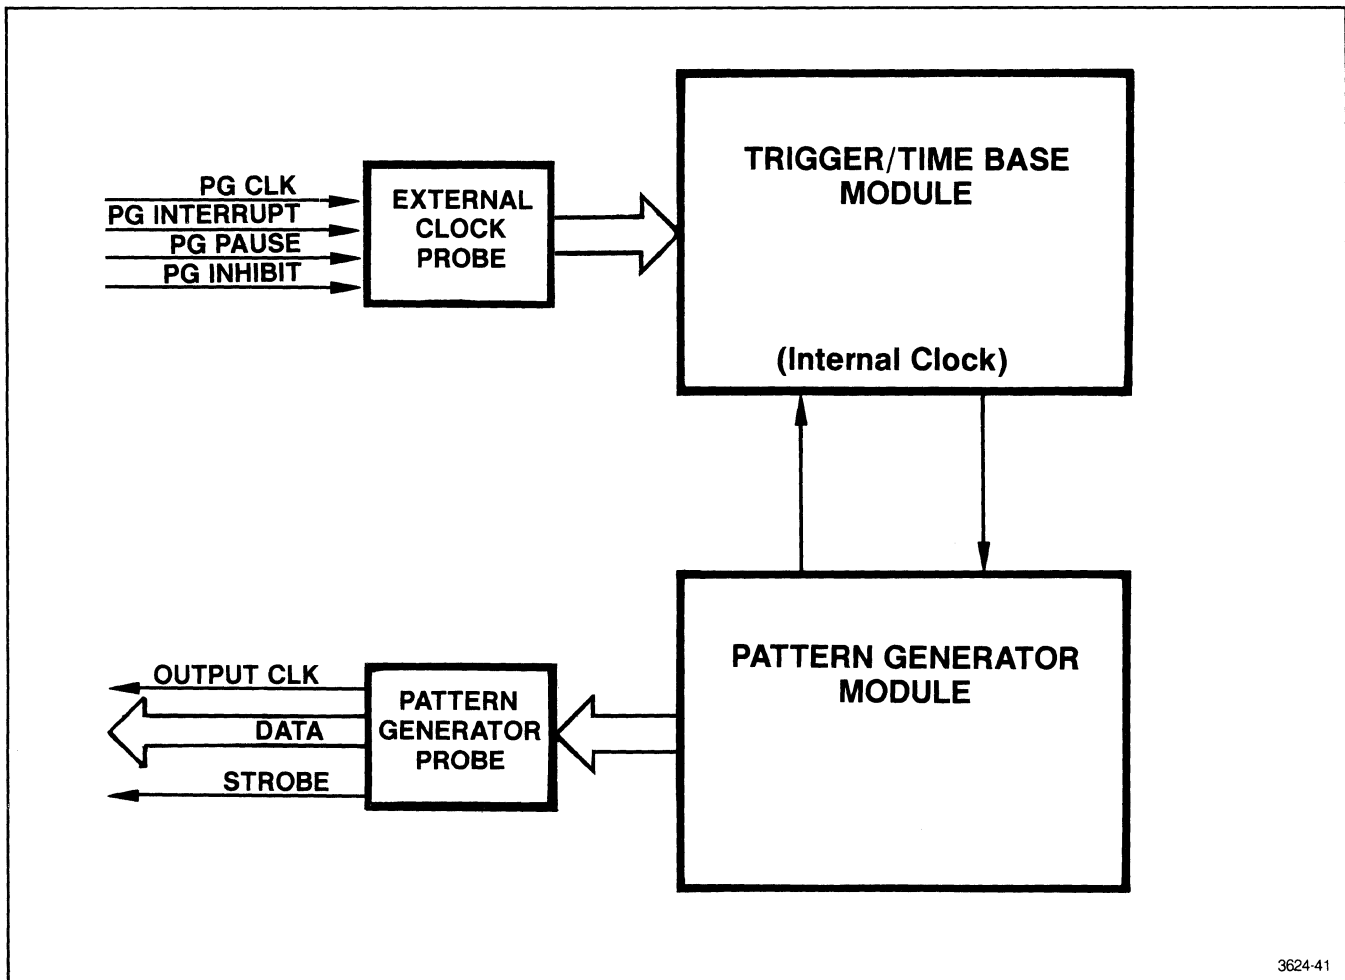 TRIGGER/TIME BASE
MODULE
PG CLK
PG INTERRUPT
PG PAUSE
PG INHIBIT
EXTERNAL
CLOCK
PROBE
(Internal Clock)
PATTERN GENERATOR
MODULE
OUTPUT CLK
DATA
STROBE
PATTERN
GENERATOR
PROBE
3624-41